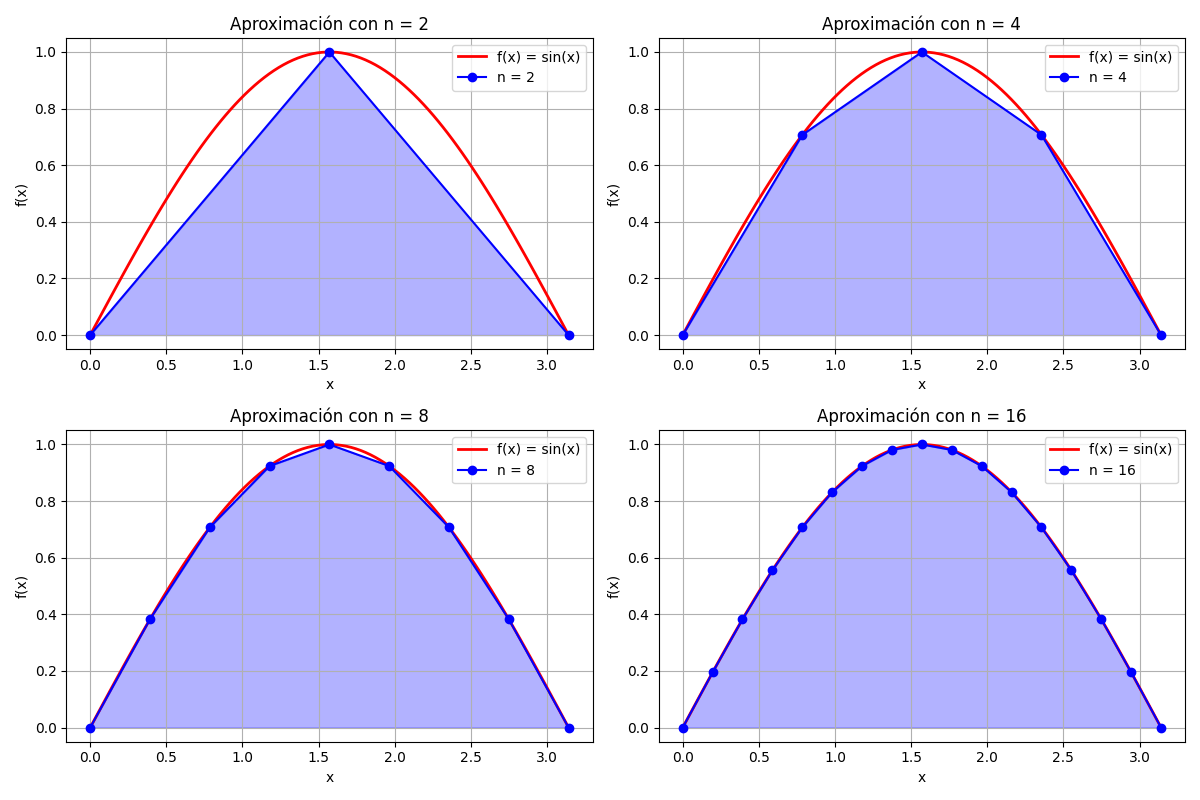 Aproximación con n = 2
f(x) = sin(x)
n = 2
1.0
0.8
0.6
0.4
0.2
0.0
f(x)
0.0 0.5 1.0 1.5 2.0 2.5 3.0
x
Aproximación con n = 4
f(x) = sin(x)
n = 4
1.0
0.8
0.6
0.4
0.2
0.0
f(x)
0.0 0.5 1.0 1.5 2.0 2.5 3.0
x
Aproximación con n = 8
f(x) = sin(x)
n = 8
1.0
0.8
0.6
0.4
0.2
0.0
f(x)
0.0 0.5 1.0 1.5 2.0 2.5 3.0
x
Aproximación con n = 16
f(x) = sin(x)
n = 16
1.0
0.8
0.6
0.4
0.2
0.0
f(x)
0.0 0.5 1.0 1.5 2.0 2.5 3.0
x